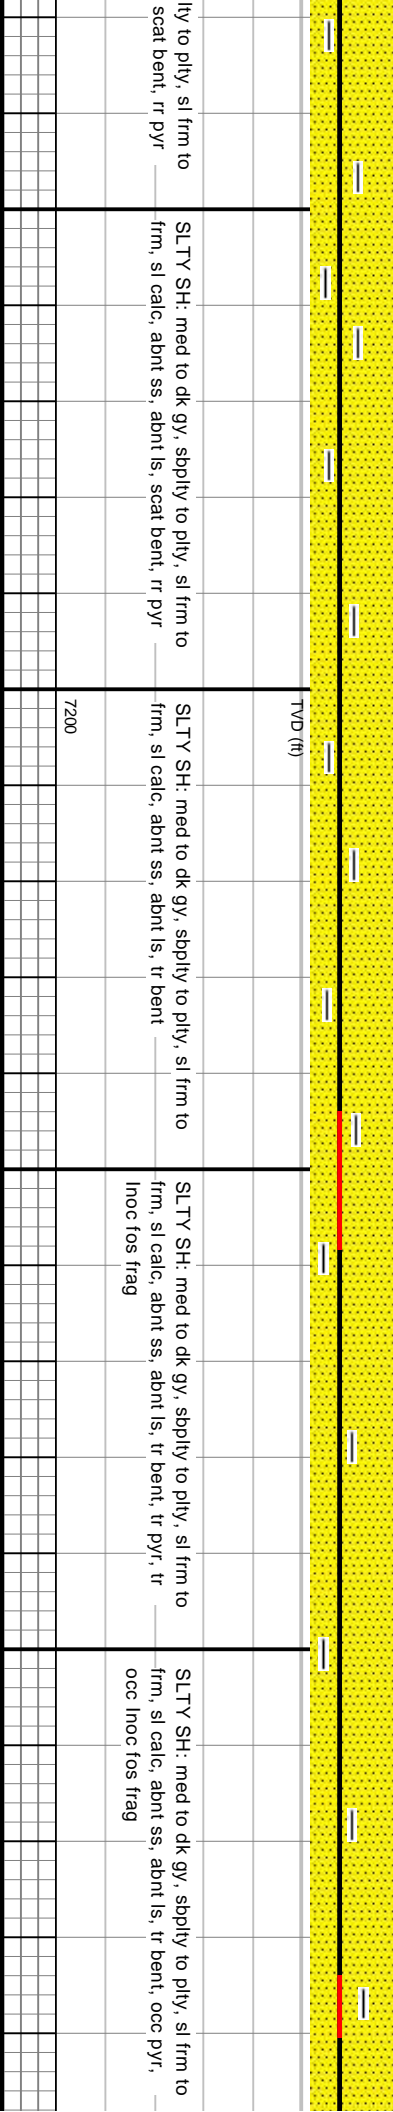 lty to plty, sl frm to
scat bent, rr pyr
SLTY SH: med to dk gy, sbplty to plty, sl frm to
frm, sl calc, abnt ss, abnt ls, scat bent, rr pyr
TVD (ft)
7200
SLTY SH: med to dk gy, sbplty to plty, sl frm to
frm, sl calc, abnt ss, abnt ls, tr bent
SLTY SH: med to dk gy, sbplty to plty, sl frm to
frm, sl calc, abnt ss, abnt ls, tr bent, tr pyr, tr
Inoc fos frag
SLTY SH: med to dk gy, sbplty to plty, sl frm to
frm, sl calc, abnt ss, abnt ls, tr bent, occ pyr,
occ Inoc fos frag